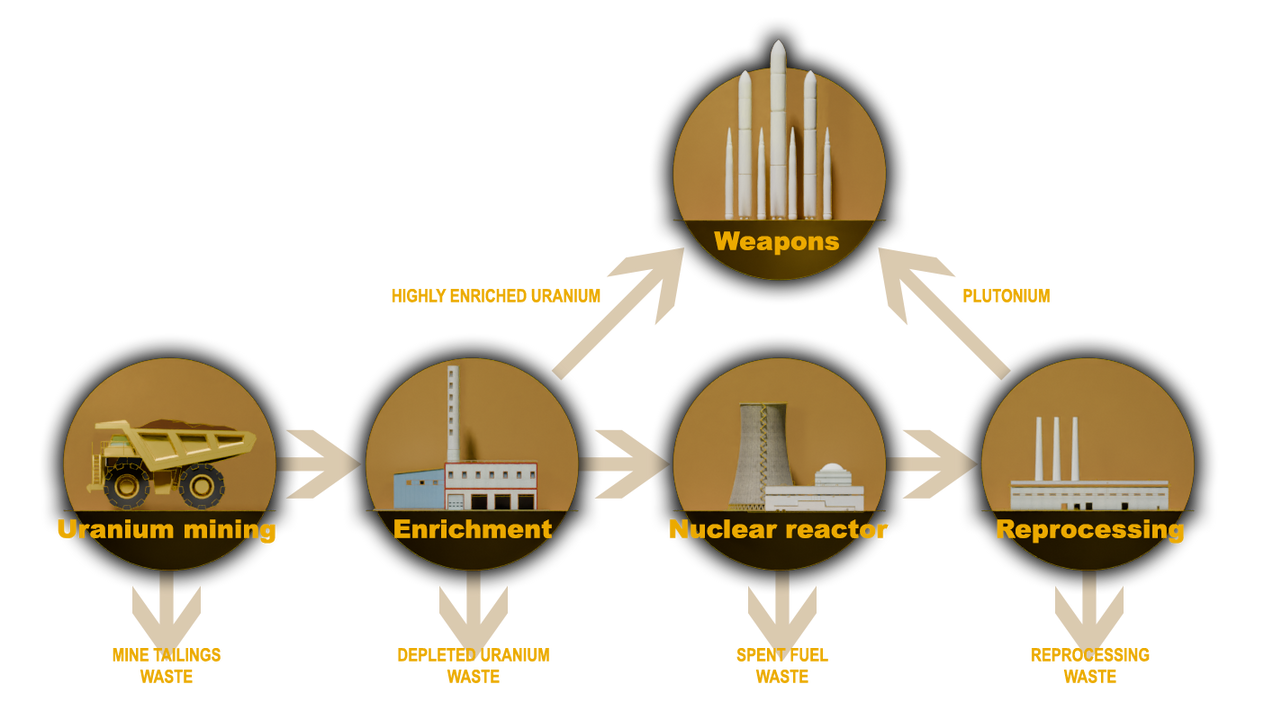 Weapons
HIGHLY ENRICHED URANIUM
PLUTONIUM
Uranium mining
Enrichment
Nuclear reactor
Reprocessing
MINE TAILINGS
WASTE
DEPLETED URANIUM
WASTE
SPENT FUEL
WASTE
REPROCESSING
WASTE